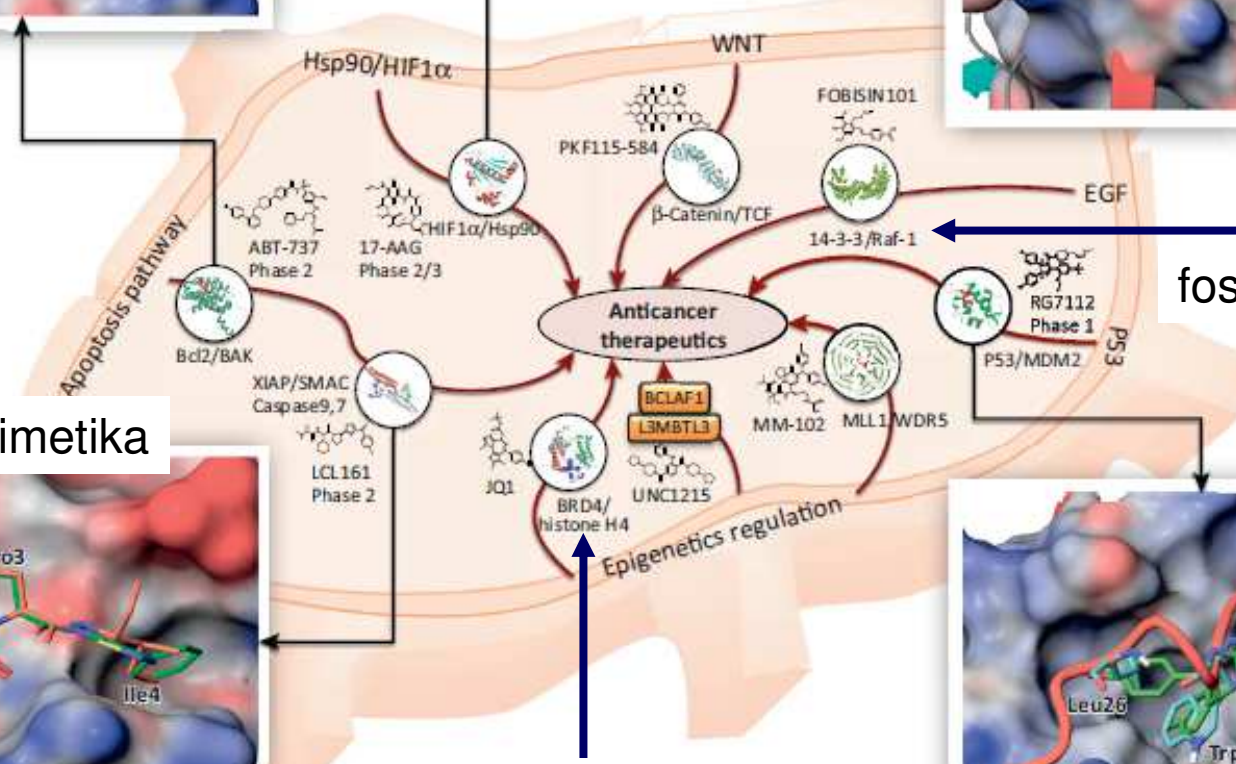 WNT
Hsp90/HIF1α
FOBISIN101
PKF115-584
EGF
β-Catenin/TCF
HIF1α/Hsp90
14-3-3/Raf-1
ABT-737
Phase 2
17-AAG
Phase 2/3
fos
RG7112
Phase 1
Apoptosis pathway
Anticancer
therapeutics
P53
P53/MDM2
Bcl2/BAK
XIAP/SMAC
Caspase9,7
BCLAF1
L3MBTL3
MM-102
MLL1/WDR5
imetika
LCL161
Phase 2
JQ1
UNC1215
BRD4/
histone H4
Epigenetics regulation
o3
Ile4
Leu26
Trp